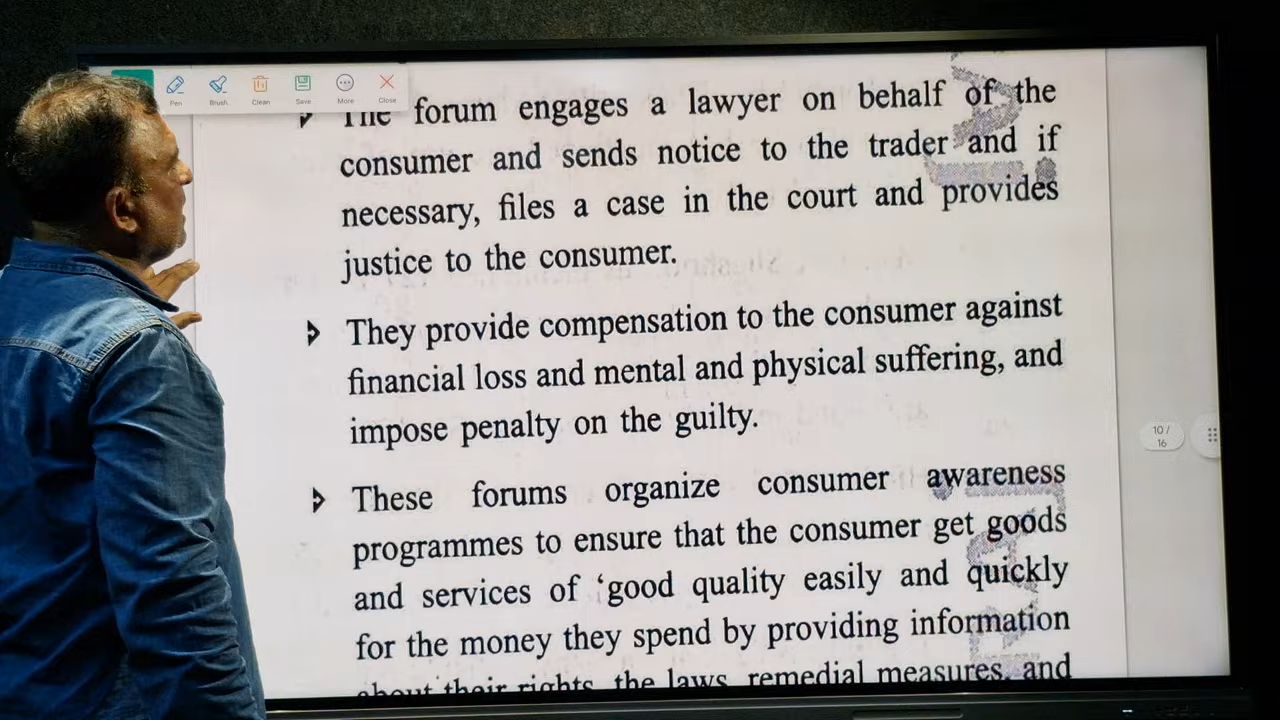 Pen Brush Clean Save More Close
The forum engages a lawyer on behalf of the
consumer and sends notice to the trader and if
necessary, files a case in the court and provides
justice to the consumer.
They provide compensation to the consumer against
financial loss and mental and physical suffering, and
impose penalty on the guilty.
10 /
16
These forums organize consumer awareness
programmes to ensure that the consumer get goods
and services of ‘good quality easily and quickly
for the money they spend by providing information
about their rights, the laws, remedial measures, and